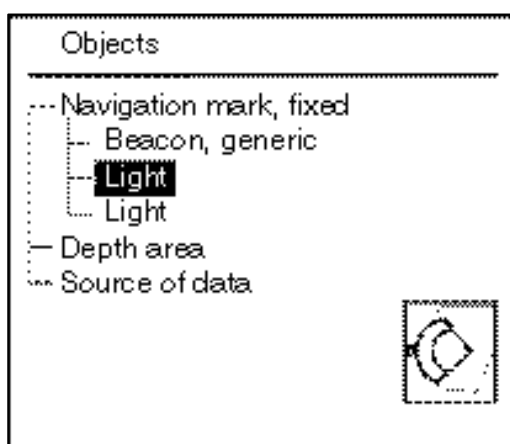 Objects
Navigation mark, fixed
Beacon, generic
Light
Light
Depth area
Source of data